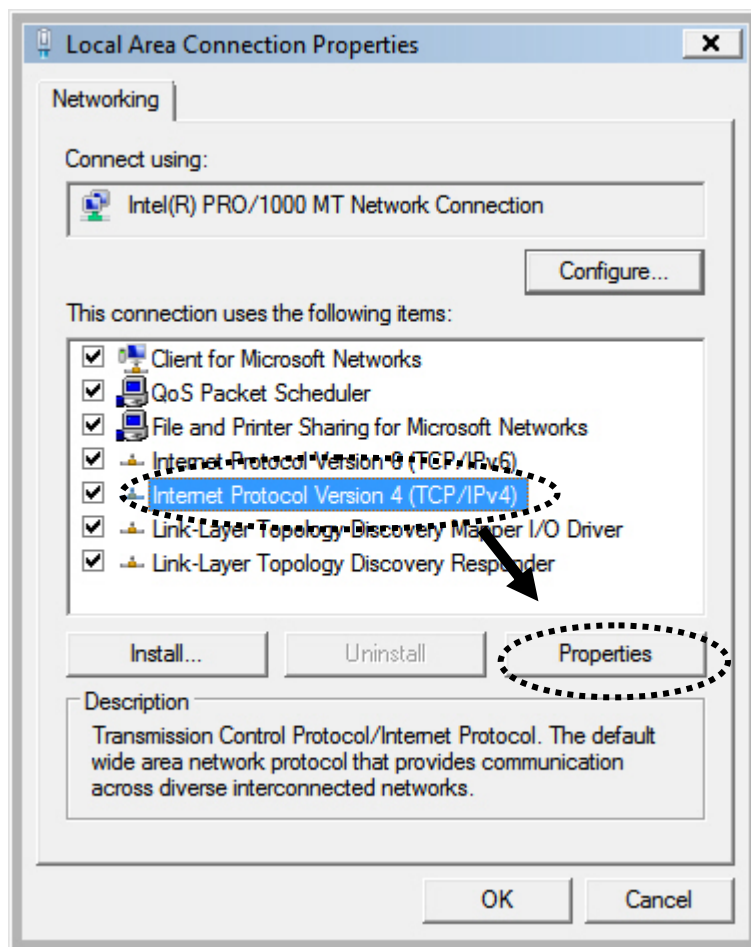 Local Area Connection Properties
Networking
Connect using:
Intel(R) PRO/1000 MT Network Connection
Configure...
This connection uses the following items:
Client for Microsoft Networks
QoS Packet Scheduler
File and Printer Sharing for Microsoft Networks
Internet Protocol Version 6 (TCP/IPv6)
Internet Protocol Version 4 (TCP/IPv4)
Link-Layer Topology Discovery Mapper I/O Driver
Link-Layer Topology Discovery Responder
Install... Uninstall Properties
Description
Transmission Control Protocol/Internet Protocol. The default
wide area network protocol that provides communication
across diverse interconnected networks.
OK Cancel